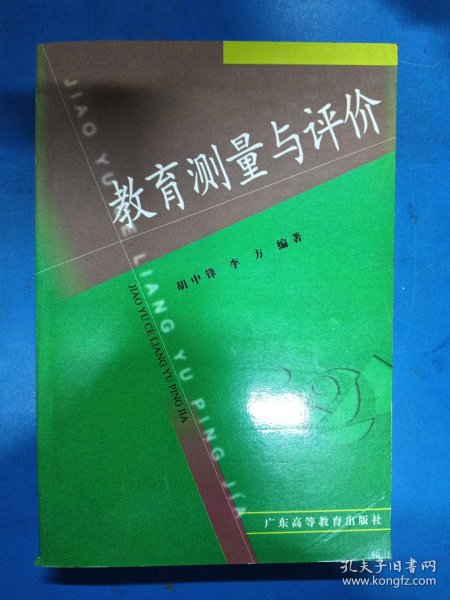 教育测量与评价
JIAO YU CE LIANG YU PING JIA
胡中锋 李方 编著
JIAO YU CE LIANG YU PING JIA
广东高等教育出版社
孔夫子旧书网
www.kongfz.com